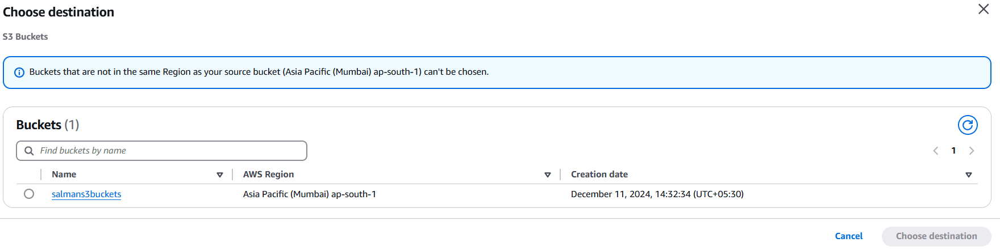 Choose destination
S3 Buckets
Buckets that are not in the same Region as your source bucket (Asia Pacific (Mumbai) ap-south-1) can't be chosen.
Buckets (1)
Find buckets by name
1
Name AWS Region Creation date
salmans3buckets Asia Pacific (Mumbai) ap-south-1 December 11, 2024, 14:32:34 (UTC+05:30)
Cancel Choose destination